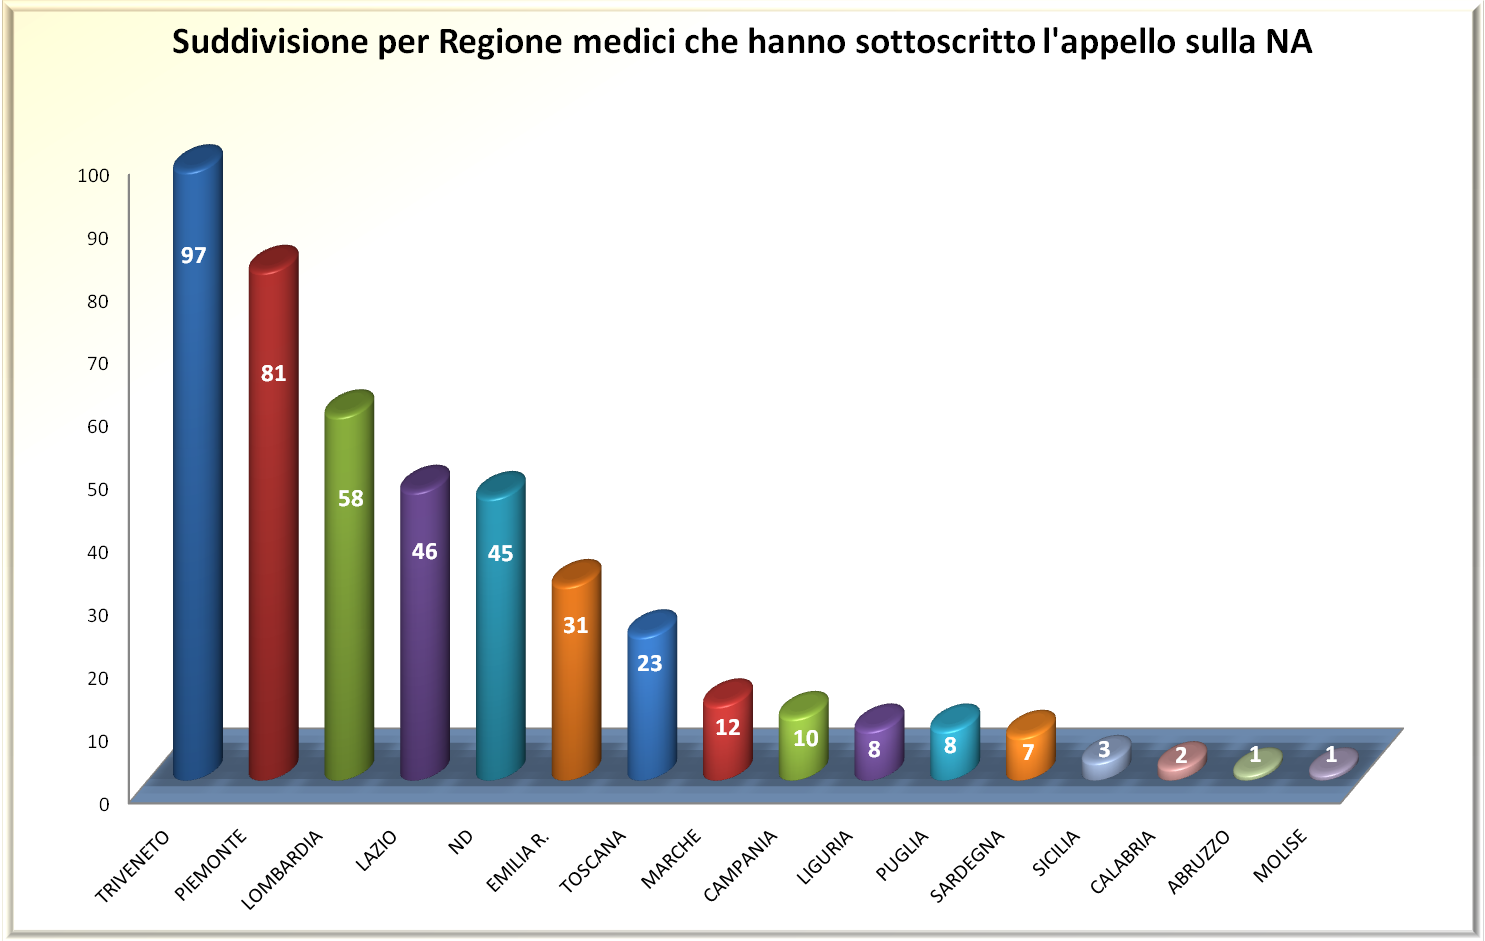 Suddivisione per Regione medici che hanno sottoscritto l'appello sulla NA
100
90
80
70
60
50
40
30
20
10
0
97
81
58
46
45
31
23
12
10
8
8
7
3
2
1
1
TRIVENETO
PIEMONTE
LOMBARDIA
LAZIO
ND
EMILIA R.
TOSCANA
MARCHE
CAMPANIA
LIGURIA
PUGLIA
SARDEGNA
SICILIA
CALABRIA
ABRUZZO
MOLISE